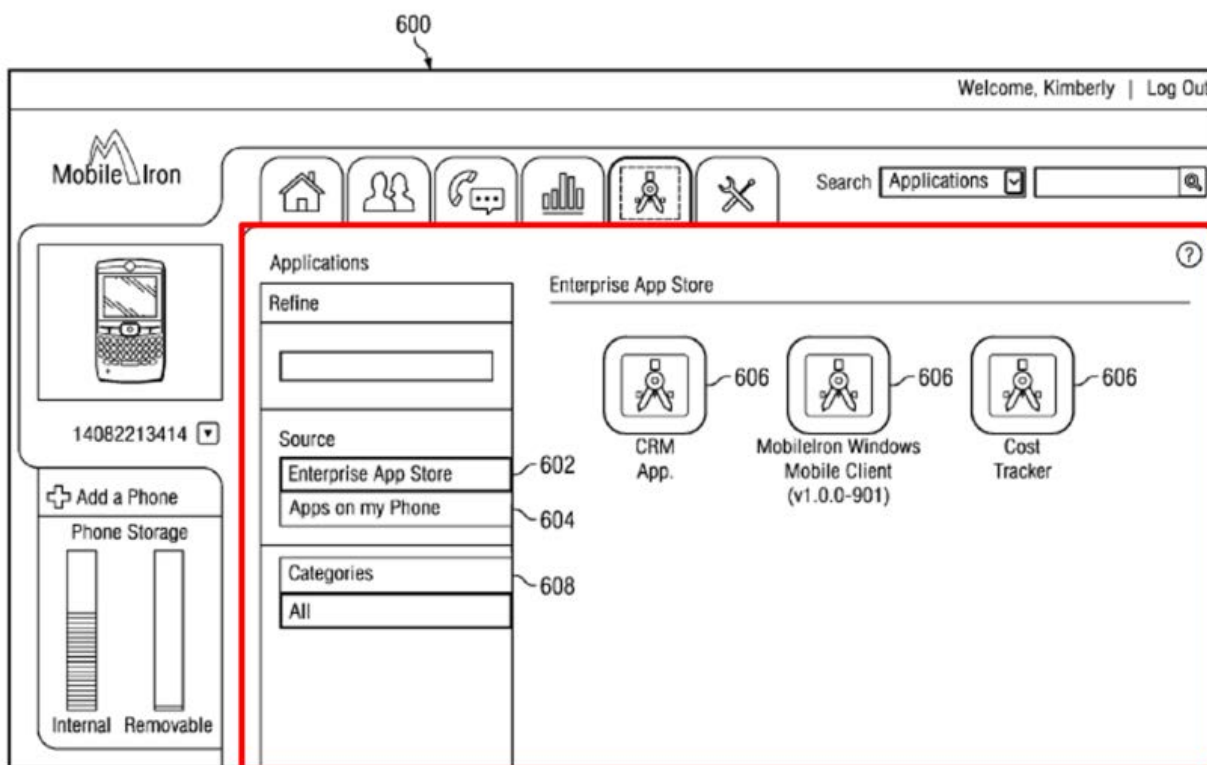 600
Welcome, Kimberly | Log Out
Mobile Iron
Search Applications
14082213414
Add a Phone
Phone Storage
Internal Removable
Applications
Refine
Source
Enterprise App Store 602
Apps on my Phone 604
Categories 608
All
?
Enterprise App Store
606 606 606
CRM
App.
MobileIron Windows
Mobile Client
(v1.0.0-901)
Cost
Tracker